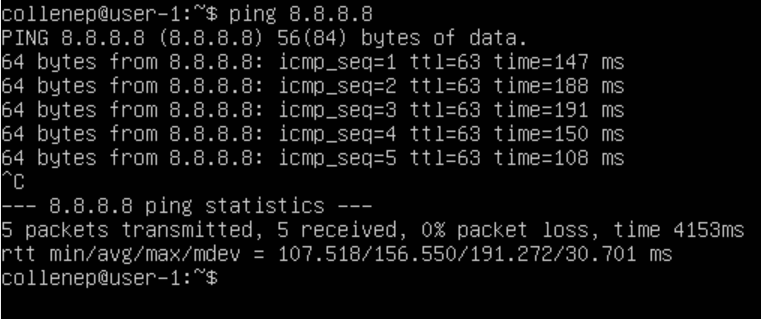 collenep@user-1:~$ ping 8.8.8.8
PING 8.8.8.8 (8.8.8.8) 56(84) bytes of data.
64 bytes from 8.8.8.8: icmp_seq=1 ttl=63 time=147 ms
64 bytes from 8.8.8.8: icmp_seq=2 ttl=63 time=188 ms
64 bytes from 8.8.8.8: icmp_seq=3 ttl=63 time=191 ms
64 bytes from 8.8.8.8: icmp_seq=4 ttl=63 time=150 ms
64 bytes from 8.8.8.8: icmp_seq=5 ttl=63 time=108 ms
^C
--- 8.8.8.8 ping statistics ---
5 packets transmitted, 5 received, 0% packet loss, time 4153ms
rtt min/avg/max/mdev = 107.518/156.550/191.272/30.701 ms
collenep@user-1:~$